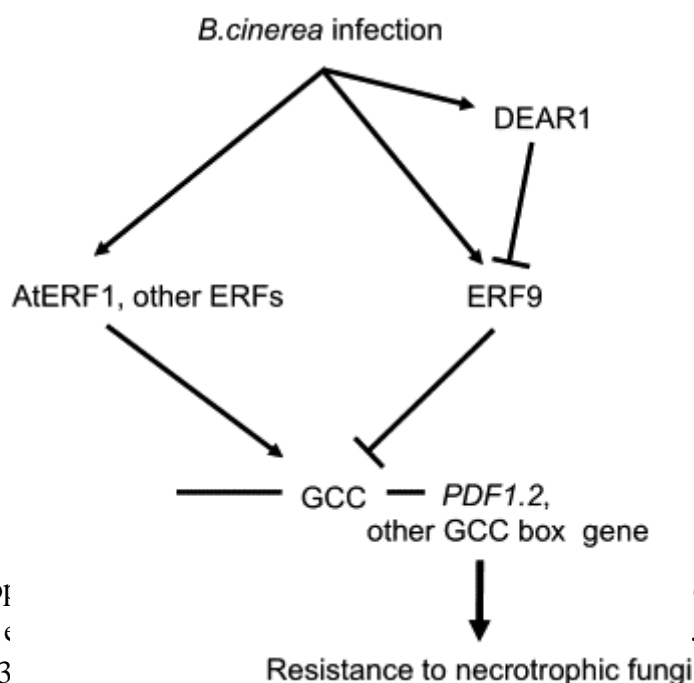 B.cinerea infection
DEAR1
AtERF1, other ERFs
ERF9
GCC
PDF1.2,
other GCC box gene
Resistance to necrotrophic fungi